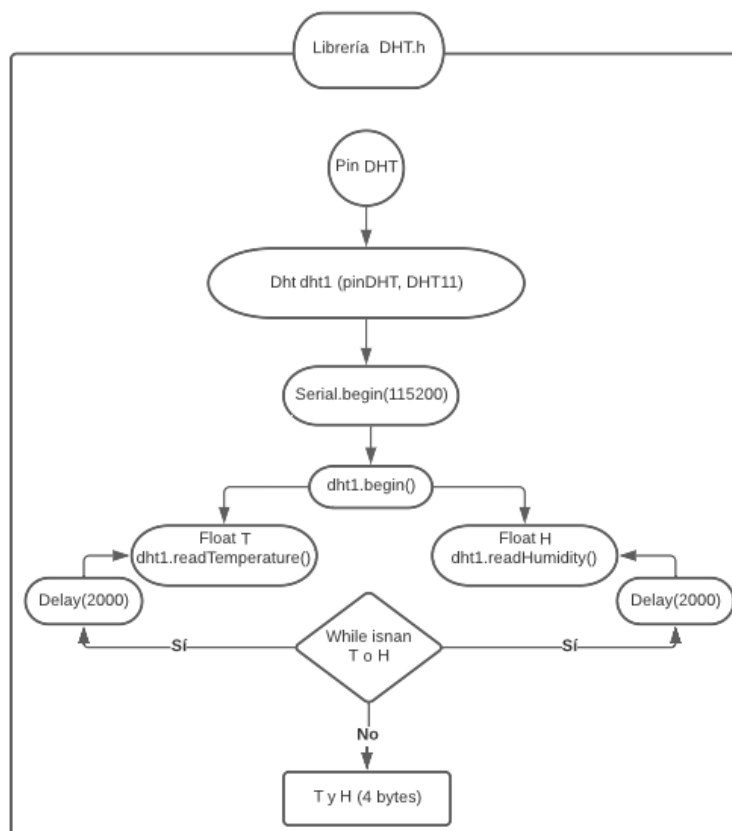 Librería DHT.h
Pin DHT
Dht dht1 (pinDHT, DHT11)
Serial.begin(115200)
dht1.begin()
Float T
dht1.readTemperature()
Float H
dht1.readHumidity()
Delay(2000)
Delay(2000)
While isnan
T o H
Sí
Sí
No
T y H (4 bytes)